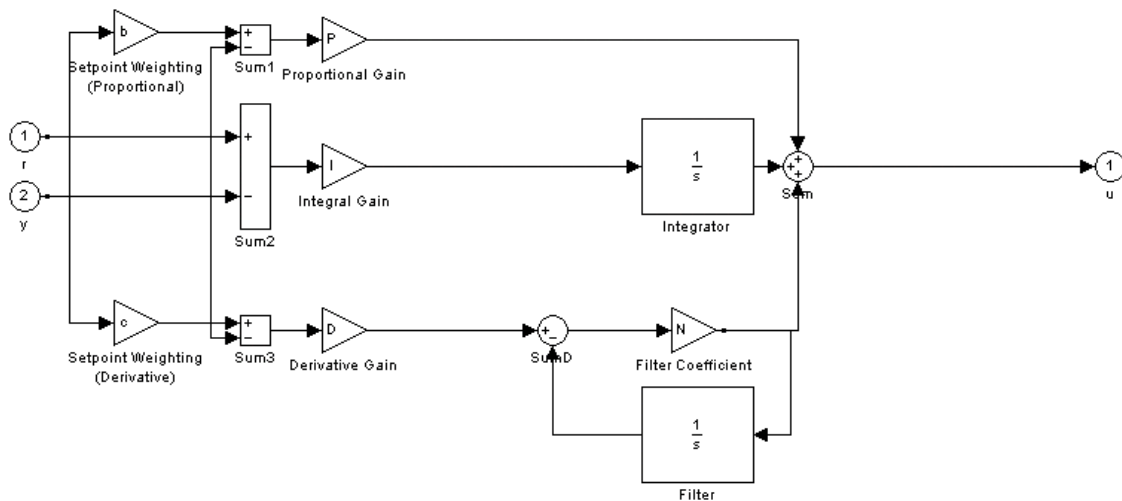 b
+
−
P
Sum1
Setpoint Weighting
(Proportional)
Proportional Gain
1
r
+
−
2
y
Sum2
I
Integral Gain
1
s
Integrator
+
+
+
Sum
1
u
c
+
−
Sum3
Setpoint Weighting
(Derivative)
D
Derivative Gain
+
−
SumD
N
Filter Coefficient
1
s
Filter